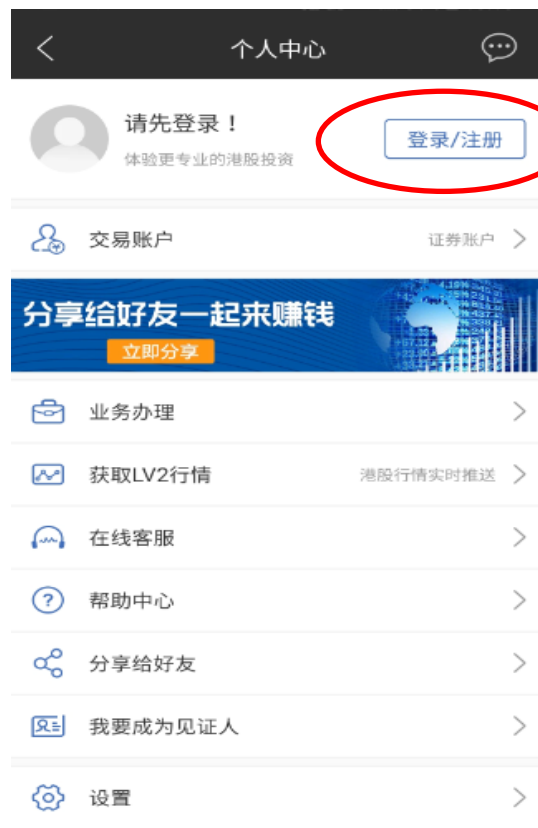 个人中心
请先登录！
登录/注册
体验更专业的港股投资
交易账户
证券账户
分享给好友一起来赚钱
立即分享
业务办理
获取LV2行情
港股行情实时推送
在线客服
帮助中心
分享给好友
我要成为见证人
设置